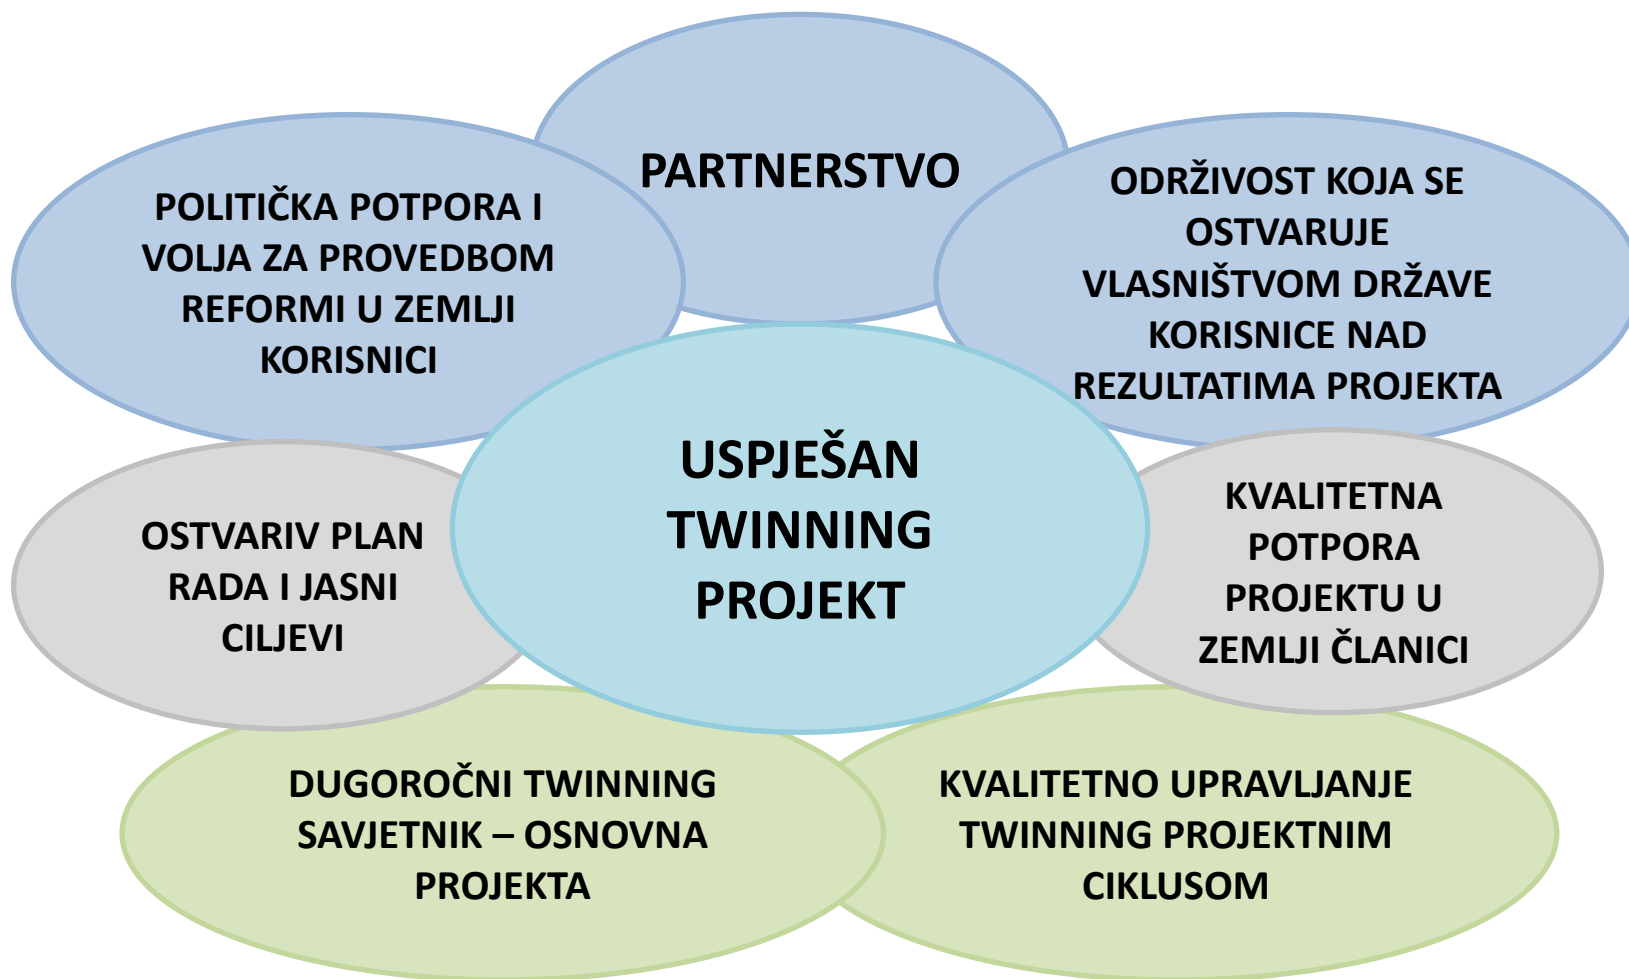 PARTNERSTVO
POLITIČKA POTPORA I
VOLJA ZA PROVEDBOM
REFORMI U ZEMLJI
KORISNICI
ODRŽIVOST KOJA SE
OSTVARUJE
VLASNIŠTVOM DRŽAVE
KORISNICE NAD
REZULTATIMA PROJEKTA
USPJEŠAN
TWINNING
PROJEKT
OSTVARIV PLAN
RADA I JASNI
CILJEVI
KVALITETNA
POTPORA
PROJEKTU U
ZEMLJI ČLANICI
DUGOROČNI TWINNING
SAVJETNIK – OSNOVNA
PROJEKTA
KVALITETNO UPRAVLJANJE
TWINNING PROJEKTNIM
CIKLUSOM